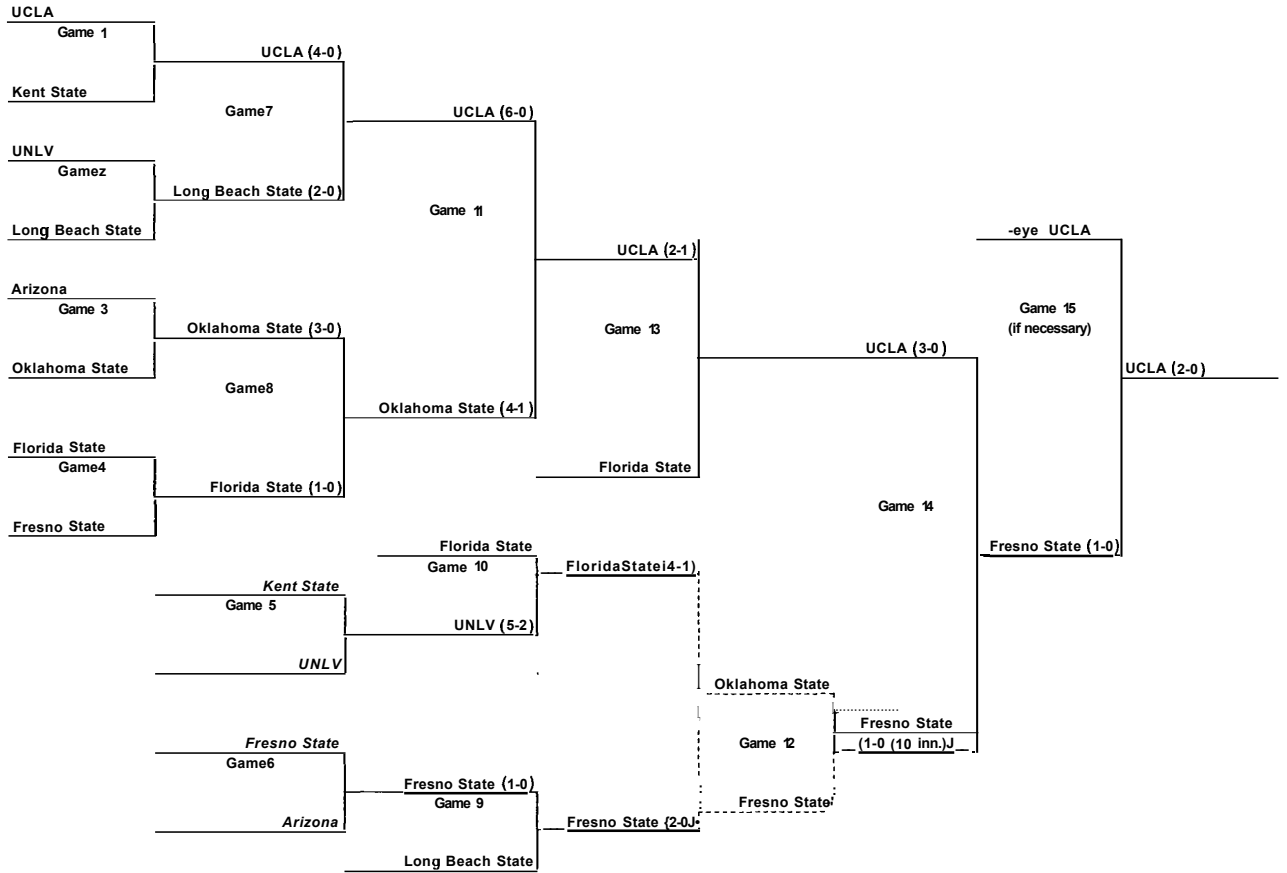 UCLA
Game 1
UCLA (4-0)
Kent State
Game7
UCLA (6-0)
UNLV
Gamez
Long Beach State (2-0)
Long Beach State
Game 11
UCLA (2-1)
-eye UCLA
Arizona
Game 3
Oklahoma State (3-0)
Oklahoma State
Game8
Game 13
Game 15
(if necessary)
UCLA (3-0)
UCLA (2-0)
Oklahoma State (4-1)
Florida State
Game4
Florida State (1-0)
Fresno State
Florida State
Game 14
Fresno State (1-0)
Florida State
Game 10
FloridaStatei4-1)
Kent State
Game 5
UNLV (5-2)
UNLV
Oklahoma State
Game 12
Fresno State
(1-0 (10 inn.)J
Fresno State
Game6
Fresno State (1-0)
Game 9
Fresno State
Arizona
Fresno State {2-0J•
Long Beach State